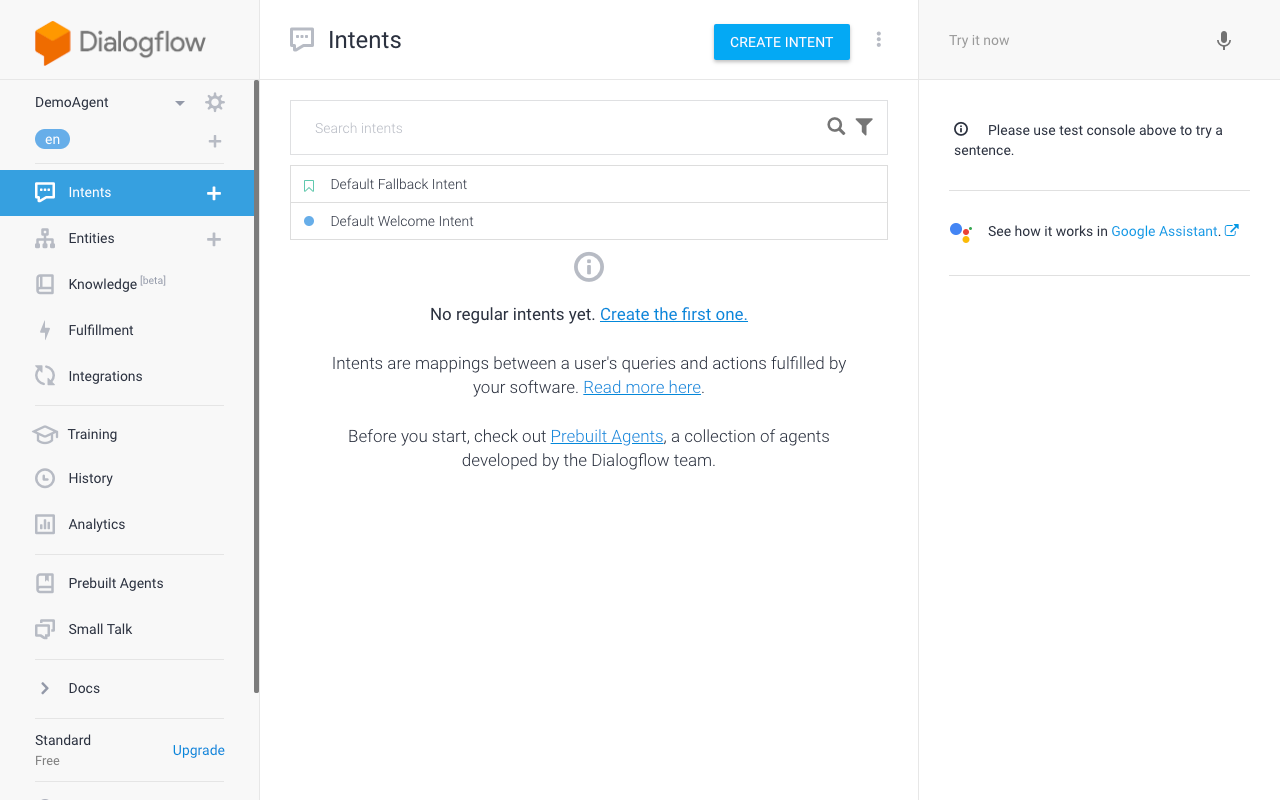 Dialogflow
DemoAgent
en
Intents
Entities
Knowledge [beta]
Fulfillment
Integrations
Training
History
Analytics
Prebuilt Agents
Small Talk
Docs
Standard
Free
Upgrade
Intents
CREATE INTENT
Search intents
Default Fallback Intent
Default Welcome Intent
No regular intents yet. Create the first one.
Intents are mappings between a user's queries and actions fulfilled by
your software. Read more here.
Before you start, check out Prebuilt Agents, a collection of agents
developed by the Dialogflow team.
Try it now
Please use test console above to try a
sentence.
See how it works in Google Assistant.